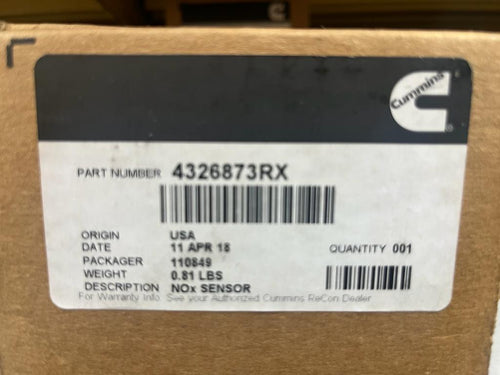 Cummins
PART NUMBER 4326873RX
ORIGIN USA
DATE 11 APR 18
PACKAGER 110849
WEIGHT 0.81 LBS
DESCRIPTION NOx SENSOR
QUANTITY 001
For Warranty Info See your Authorized Cummins ReCon Dealer